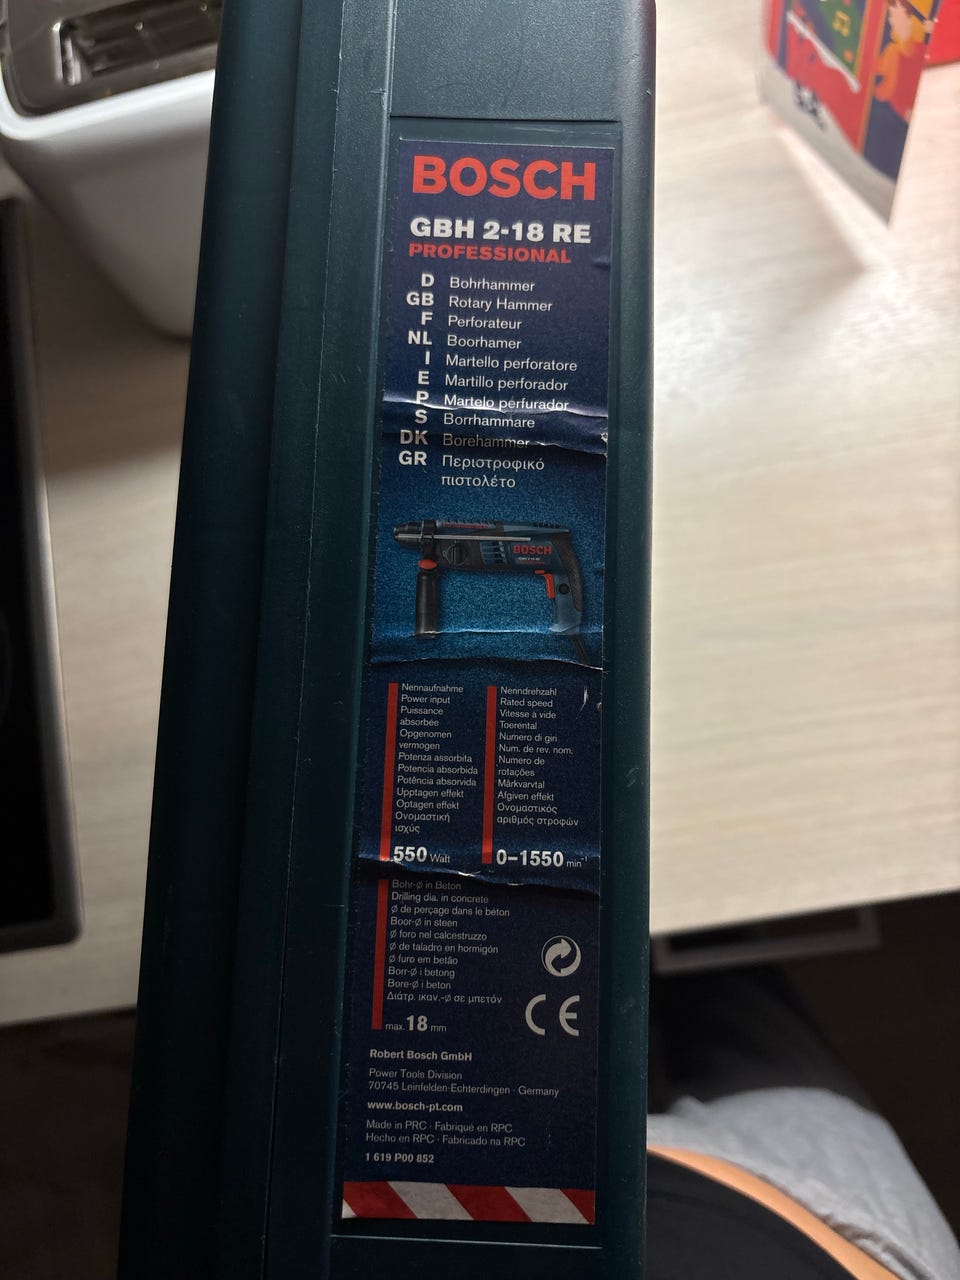 BOSCH
GBH 2-18 RE
PROFESSIONAL
D Bohrhammer
GB Rotary Hammer
F Perforateur
NL Boorhamer
I Martello perforatore
E Martillo perforador
P Martelo perfurador
S Borrhammare
DK Borehammer
GR Περιστροφικό
πιστολέτο
BOSCH
GBH 2-18 RE
Nennaufnahme
Power input
Puissance
absorbée
Opgenomen
vermogen
Potenza assorbita
Potencia absorbida
Potência absorvida
Upptagen effekt
Optagen effekt
Ονομαστική
ισχύς
550 Watt
Nenndrehzahl
Rated speed
Vitesse à vide
Toerental
Numero di giri
Num. de rev. nom.
Numero de
rotações
Märkvarvtal
Afgiven effekt
Ονομαστικός
αριθμός στροφών
0-1550 min⁻¹
Bohr-Ø in Beton
Drilling dia. in concrete
Ø de perçage dans le béton
Boor-Ø in steen
Ø foro nel calcestruzzo
Ø de taladro en hormigón
Ø furo em betão
Borr-Ø i betong
Bore-Ø i beton
Διάτρ. ικαν.-Ø σε μπετόν
max. 18 mm
CE
Robert Bosch GmbH
Power Tools Division
70745 Leinfelden-Echterdingen · Germany
www.bosch-pt.com
Made in PRC · Fabriqué en RPC
Hecho en RPC · Fabricado na RPC
1 619 P00 852